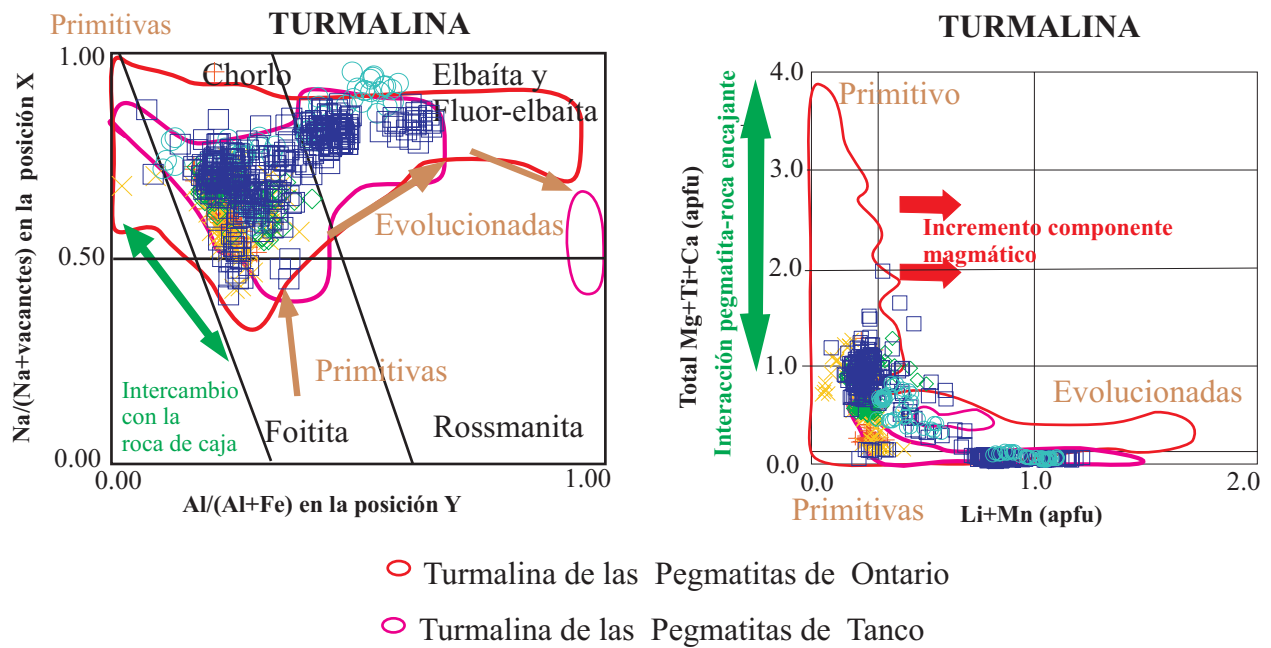 TURMALINA
Primitivas
1.00
0.50
0.00
Na/(Na+vacanctes) en la posición X
Chorlo
Elbaíta y
Fluor-elbaíta
Evolucionadas
Primitivas
Intercambio
con la
roca de caja
Foitita
Rossmanita
0.00
1.00
Al/(Al+Fe) en la posición Y
TURMALINA
Interacción pegmatita-roca encajante
Total Mg+Ti+Ca (apfu)
4.0
3.0
2.0
1.0
0.0
Primitivo
Incremento componente
magmático
Evolucionadas
0.0
1.0
2.0
Primitivas
Li+Mn (apfu)
Turmalina de las Pegmatitas de Ontario
Turmalina de las Pegmatitas de Tanco